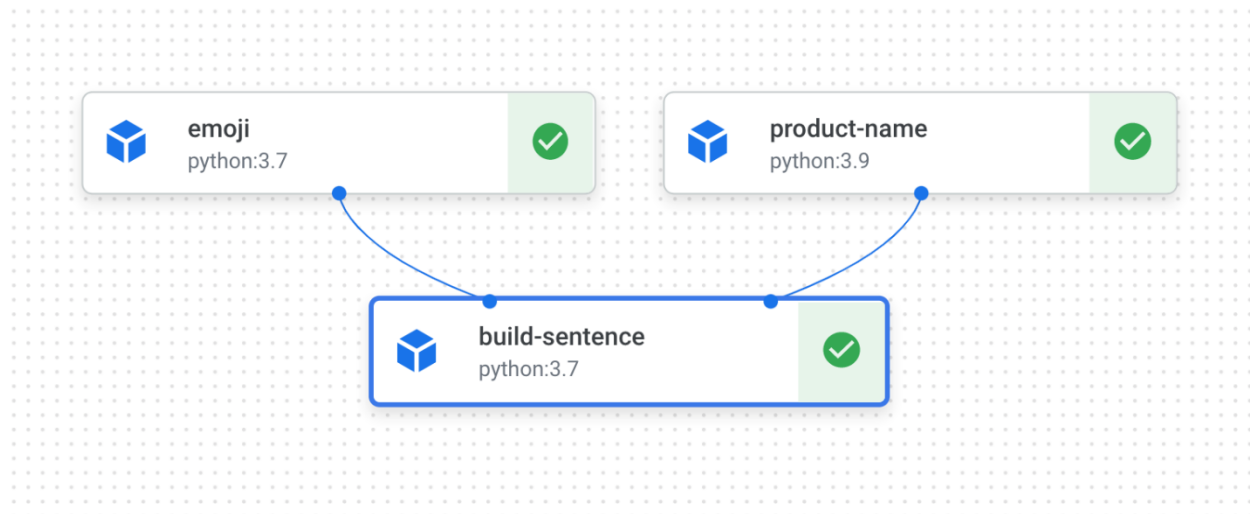 emoji
python:3.7
product-name
python:3.9
build-sentence
python:3.7